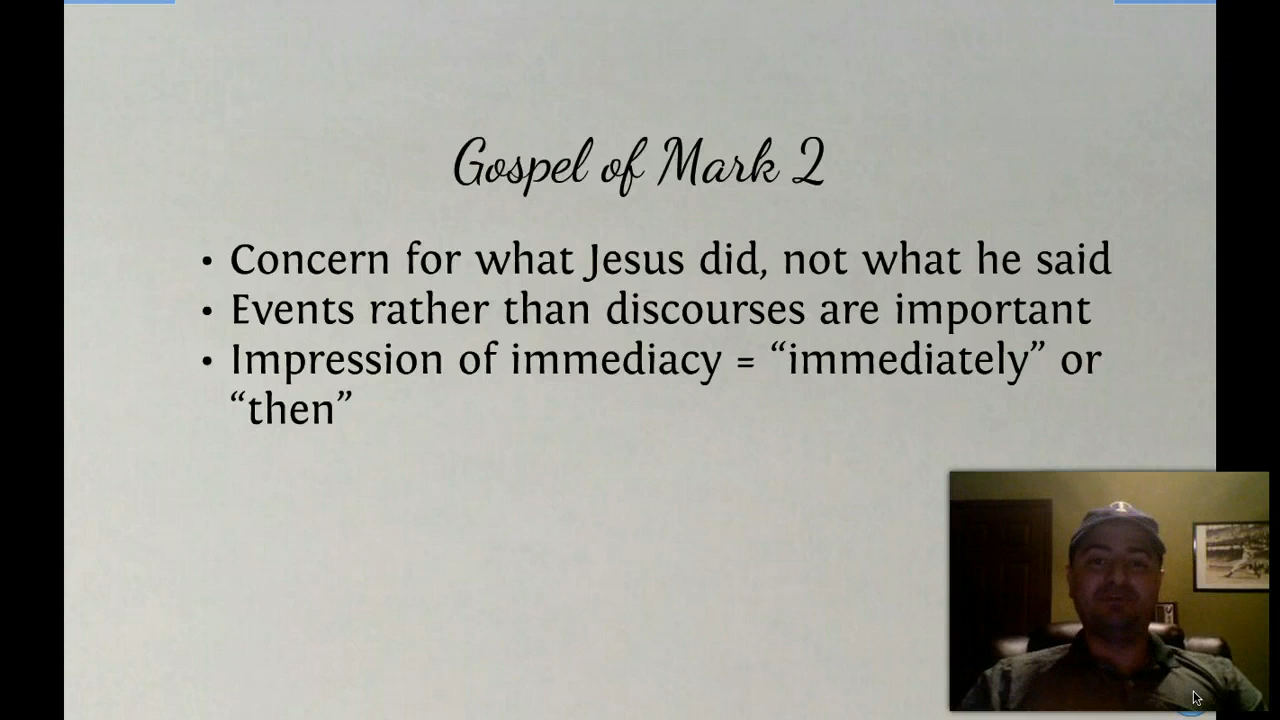 Gospel of Mark 2
• Concern for what Jesus did, not what he said
• Events rather than discourses are important
• Impression of immediacy = “immediately” or
“then”
T